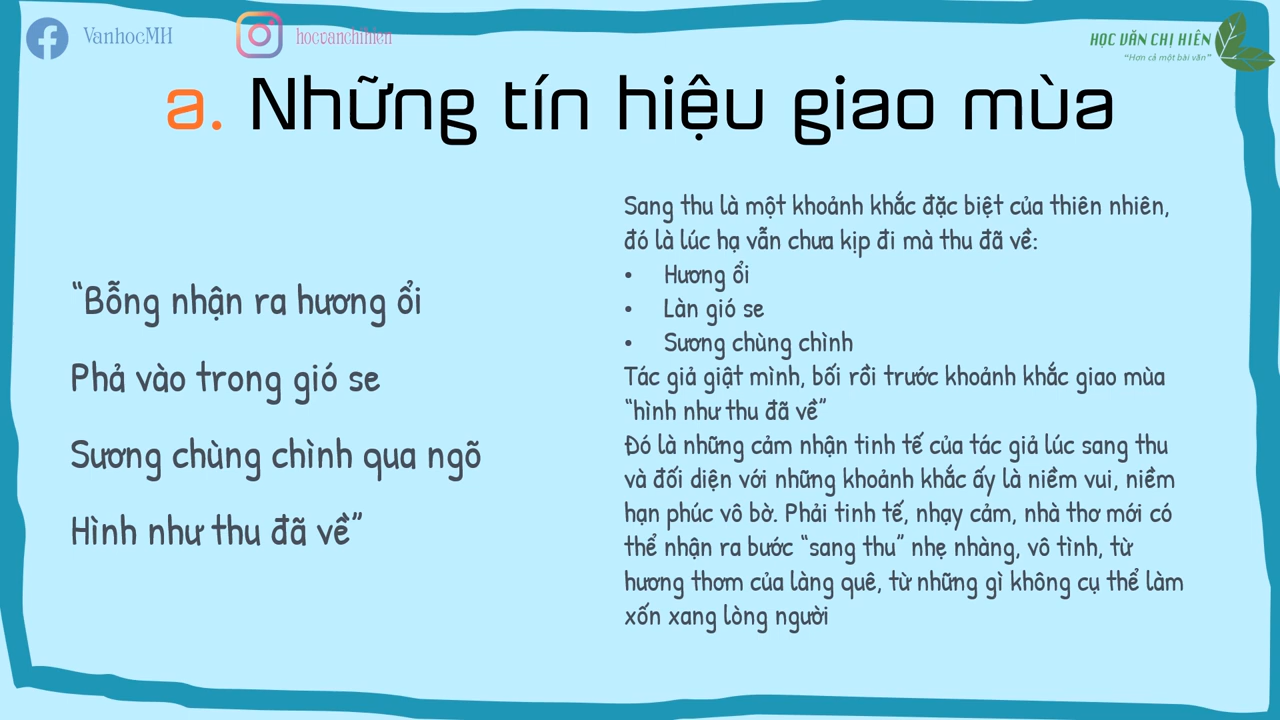 VanhocMH
hocvanchihien
HỌC VĂN CHỊ HIÊN
“Hơn cả một bài văn”
a. Những tín hiệu giao mùa
“Bỗng nhận ra hương ổi
Phả vào trong gió se
Sương chùng chình qua ngõ
Hình như thu đã về”
Sang thu là một khoảnh khắc đặc biệt của thiên nhiên,
đó là lúc hạ vẫn chưa kịp đi mà thu đã về:
• Hương ổi
• Làn gió se
• Sương chùng chình
Tác giả giật mình, bối rối trước khoảnh khắc giao mùa
“hình như thu đã về”
Đó là những cảm nhận tinh tế của tác giả lúc sang thu
và đối diện với những khoảnh khắc ấy là niềm vui, niềm
hạn phúc vô bờ. Phải tinh tế, nhạy cảm, nhà thơ mới có
thể nhận ra bước “sang thu” nhẹ nhàng, vô tình, từ
hương thơm của làng quê, từ những gì không cụ thể làm
xốn xang lòng người